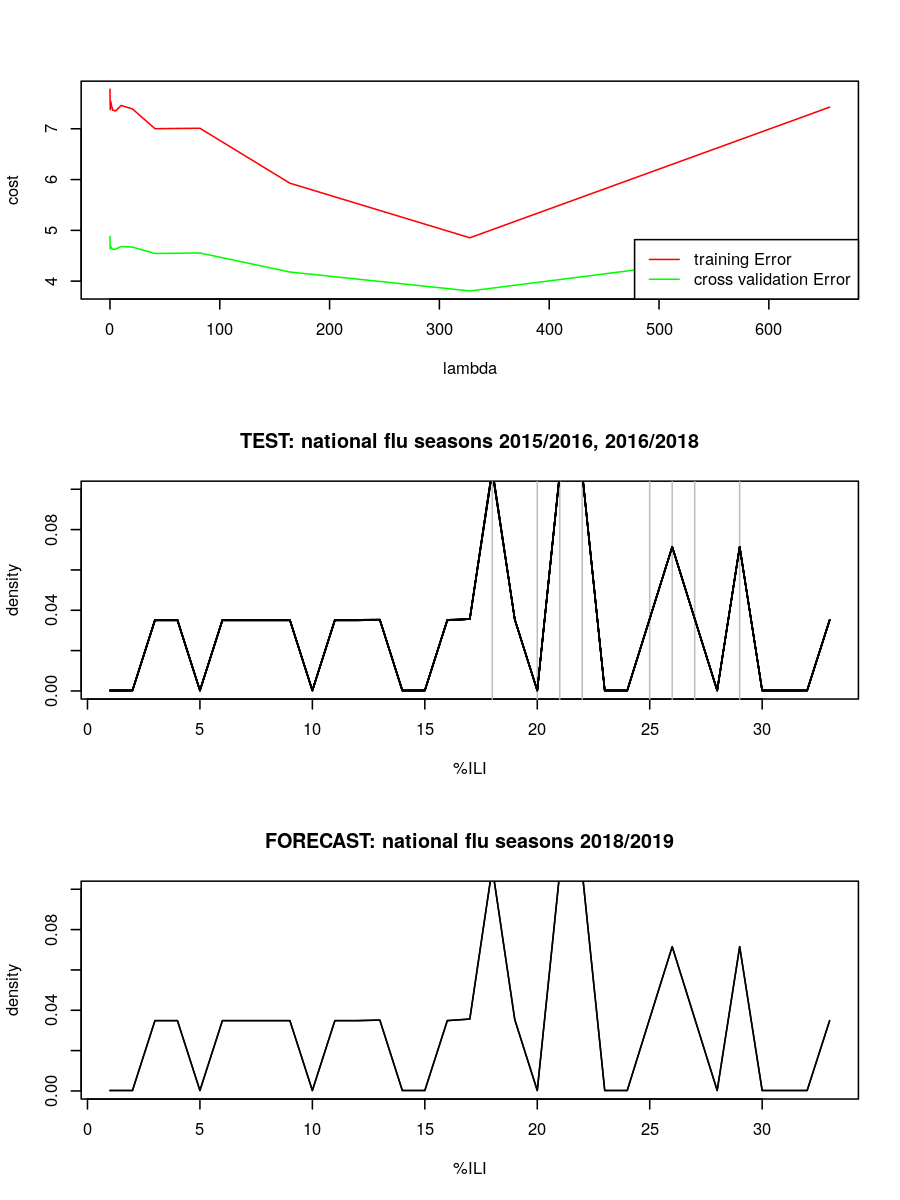 cost
7
6
5
4
training Error
cross validation Error
0 100 200 300 400 500 600
lambda
TEST: national flu seasons 2015/2016, 2016/2018
density
0.08
0.04
0.00
0 5 10 15 20 25 30
%ILI
FORECAST: national flu seasons 2018/2019
density
0.08
0.04
0.00
0 5 10 15 20 25 30
%ILI